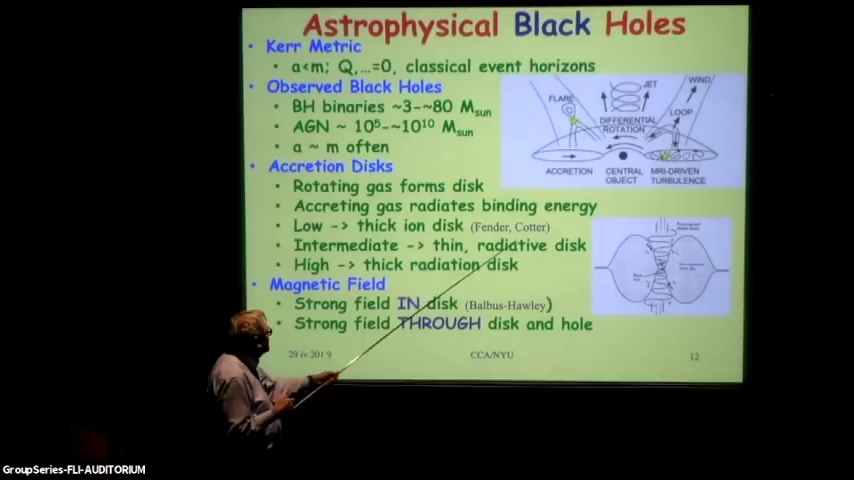 Astrophysical Black Holes
• Kerr Metric
• a<m; Q,…=0, classical event horizons
• Observed Black Holes
• BH binaries ~3-~80 Msun
• AGN ~ 10⁵-~10¹⁰ Msun
• a ~ m often
• Accretion Disks
• Rotating gas forms disk
• Accreting gas radiates binding energy
• Low -> thick ion disk (Fender, Cotter)
• Intermediate -> thin, radiative disk
• High -> thick radiation disk
• Magnetic Field
• Strong field IN disk (Balbus-Hawley)
• Strong field THROUGH disk and hole
FLARE
JET
WIND
LOOP
DIFFERENTIAL
ROTATION
ACCRETION
CENTRAL
OBJECT
MRI-DRIVEN
TURBULENCE
29 iv 2019
CCA/NYU
12
GroupSeries-FLI-AUDITORIUM